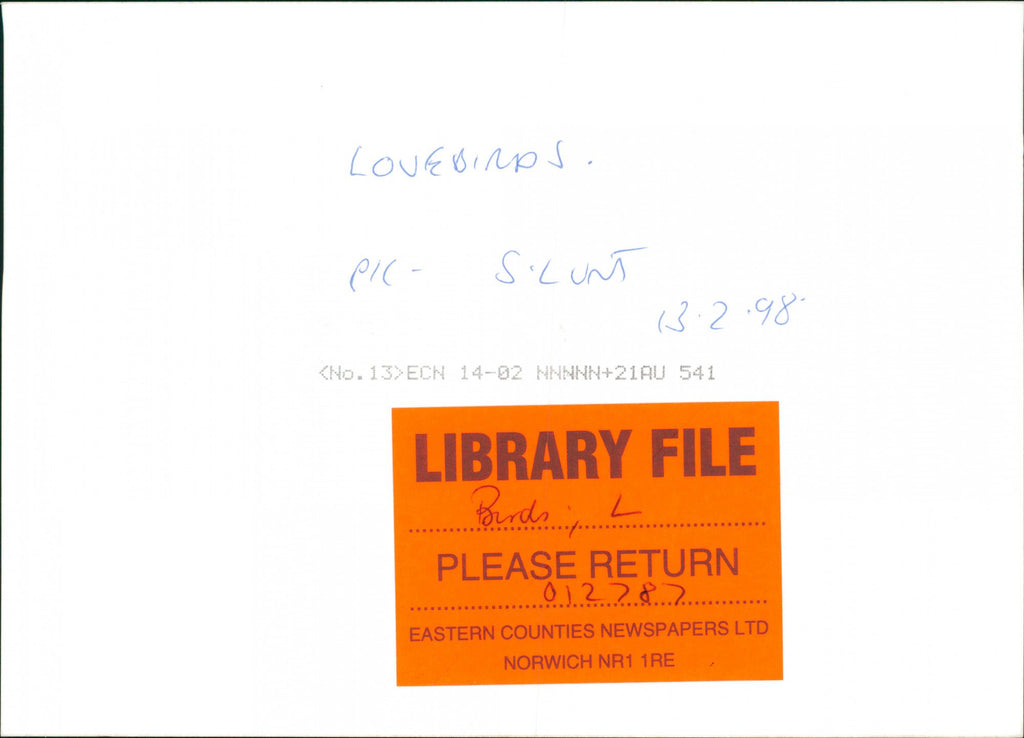 LOVEBIRDS.
PIC - S. LUNT
13.2.98.
<No.13>ECN 14-02 NNNNN+21AU 541
LIBRARY FILE
Birds; L
PLEASE RETURN
012787
EASTERN COUNTIES NEWSPAPERS LTD
NORWICH NR1 1RE